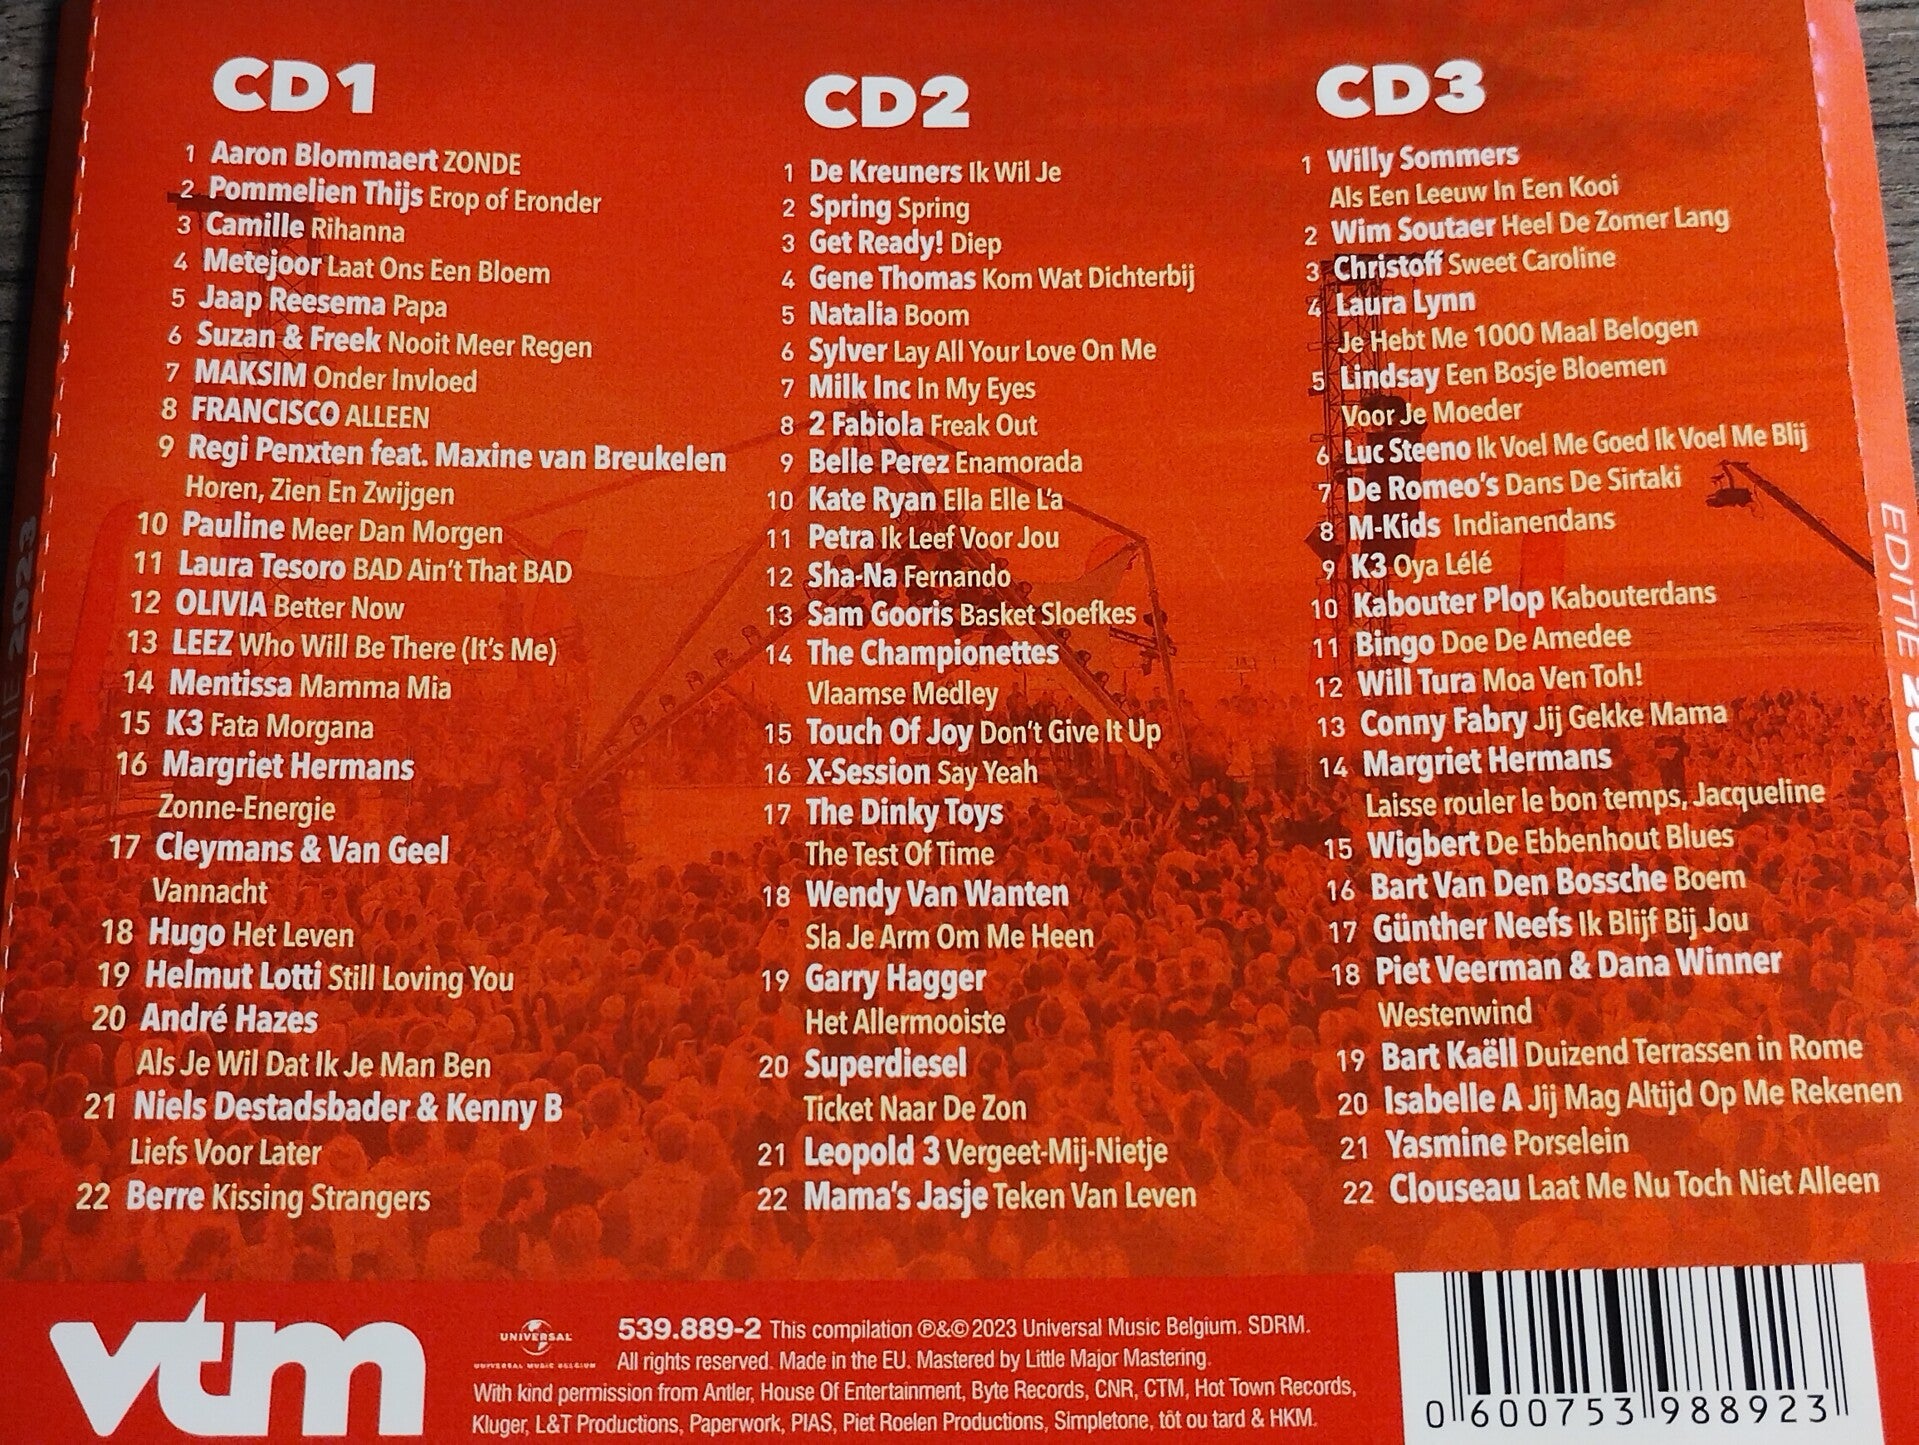 CD1
1 Aaron Blommaert ZONDE
2 Pommelien Thijs Erop of Eronder
3 Camille Rihanna
4 Metejoor Laat Ons Een Bloem
5 Jaap Reesema Papa
6 Suzan & Freek Nooit Meer Regen
7 MAKSIM Onder Invloed
8 FRANCISCO ALLEEN
9 Regi Penxten feat. Maxine van Breukelen
Horen, Zien En Zwijgen
10 Pauline Meer Dan Morgen
11 Laura Tesoro BAD Ain't That BAD
12 OLIVIA Better Now
13 LEEZ Who Will Be There (It's Me)
14 Mentissa Mamma Mia
15 K3 Fata Morgana
16 Margriet Hermans
Zonne-Energie
17 Cleymans & Van Geel
Vannacht
18 Hugo Het Leven
19 Helmut Lotti Still Loving You
20 André Hazes
Als Je Wil Dat Ik Je Man Ben
21 Niels Destadsbader & Kenny B
Liefs Voor Later
22 Berre Kissing Strangers
CD2
1 De Kreuners Ik Wil Je
2 Spring Spring
3 Get Ready! Diep
4 Gene Thomas Kom Wat Dichterbij
5 Natalia Boom
6 Sylver Lay All Your Love On Me
7 Milk Inc In My Eyes
8 2 Fabiola Freak Out
9 Belle Perez Enamorada
10 Kate Ryan Ella Elle L'a
11 Petra Ik Leef Voor Jou
12 Sha-Na Fernando
13 Sam Gooris Basket Sloefkes
14 The Championettes
Vlaamse Medley
15 Touch Of Joy Don't Give It Up
16 X-Session Say Yeah
17 The Dinky Toys
The Test Of Time
18 Wendy Van Wanten
Sla Je Arm Om Me Heen
19 Garry Hagger
Het Allermooiste
20 Superdiesel
Ticket Naar De Zon
21 Leopold 3 Vergeet-Mij-Nietje
22 Mama's Jasje Teken Van Leven
CD3
1 Willy Sommers
Als Een Leeuw In Een Kooi
2 Wim Soutaer Heel De Zomer Lang
3 Christoff Sweet Caroline
4 Laura Lynn
Je Hebt Me 1000 Maal Belogen
5 Lindsay Een Bosje Bloemen
Voor Je Moeder
6 Luc Steeno Ik Voel Me Goed Ik Voel Me Blij
7 De Romeo's Dans De Sirtaki
8 M-Kids Indianendans
9 K3 Oya Lélé
10 Kabouter Plop Kabouterdans
11 Bingo Doe De Amedee
12 Will Tura Moa Ven Toh!
13 Conny Fabry Jij Gekke Mama
14 Margriet Hermans
Laisse rouler le bon temps, Jacqueline
15 Wigbert De Ebbenhout Blues
16 Bart Van Den Bossche Boem
17 Günther Neefs Ik Blijf Bij Jou
18 Piet Veerman & Dana Winner
Westenwind
19 Bart Kaëll Duizend Terrassen in Rome
20 Isabelle A Jij Mag Altijd Op Me Rekenen
21 Yasmine Porselein
22 Clouseau Laat Me Nu Toch Niet Alleen
EDITIE 2023
EDITIE
vtm
UNIVERSAL
UNIVERSAL MUSIC BELGIUM
539.889-2 This compilation ℗&© 2023 Universal Music Belgium. SDRM.
All rights reserved. Made in the EU. Mastered by Little Major Mastering.
With kind permission from Antler, House Of Entertainment, Byte Records, CNR, CTM, Hot Town Records,
Kluger, L&T Productions, Paperwork, PIAS, Piet Roelen Productions, Simpletone, tôt ou tard & HKM.
0 600753 988923